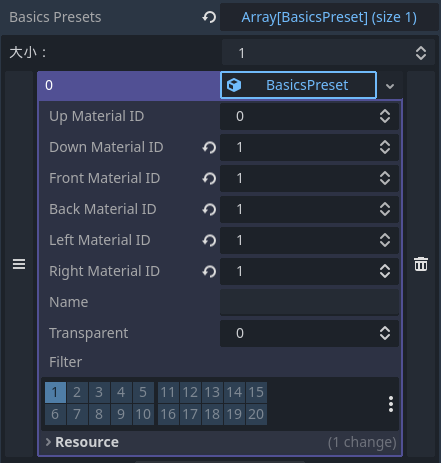 Basics Presets Array[BasicsPreset] (size 1)
大小： 1
0 BasicsPreset
Up Material ID 0
Down Material ID 1
Front Material ID 1
Back Material ID 1
Left Material ID 1
Right Material ID 1
Name
Transparent 0
Filter
1 2 3 4 5 11 12 13 14 15
6 7 8 9 10 16 17 18 19 20
Resource (1 change)